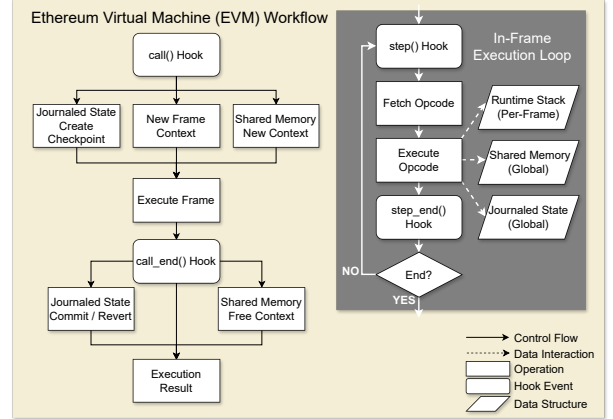 Ethereum Virtual Machine (EVM) Workflow
call() Hook
Journaled State
Create
Checkpoint
New Frame
Context
Shared Memory
New Context
Execute Frame
call_end() Hook
Journaled State
Commit / Revert
Shared Memory
Free Context
Execution
Result
In-Frame
Execution Loop
step() Hook
Fetch Opcode
Execute
Opcode
step_end()
Hook
End?
NO
YES
Runtime Stack
(Per-Frame)
Shared Memory
(Global)
Journaled State
(Global)
Control Flow
Data Interaction
Operation
Hook Event
Data Structure